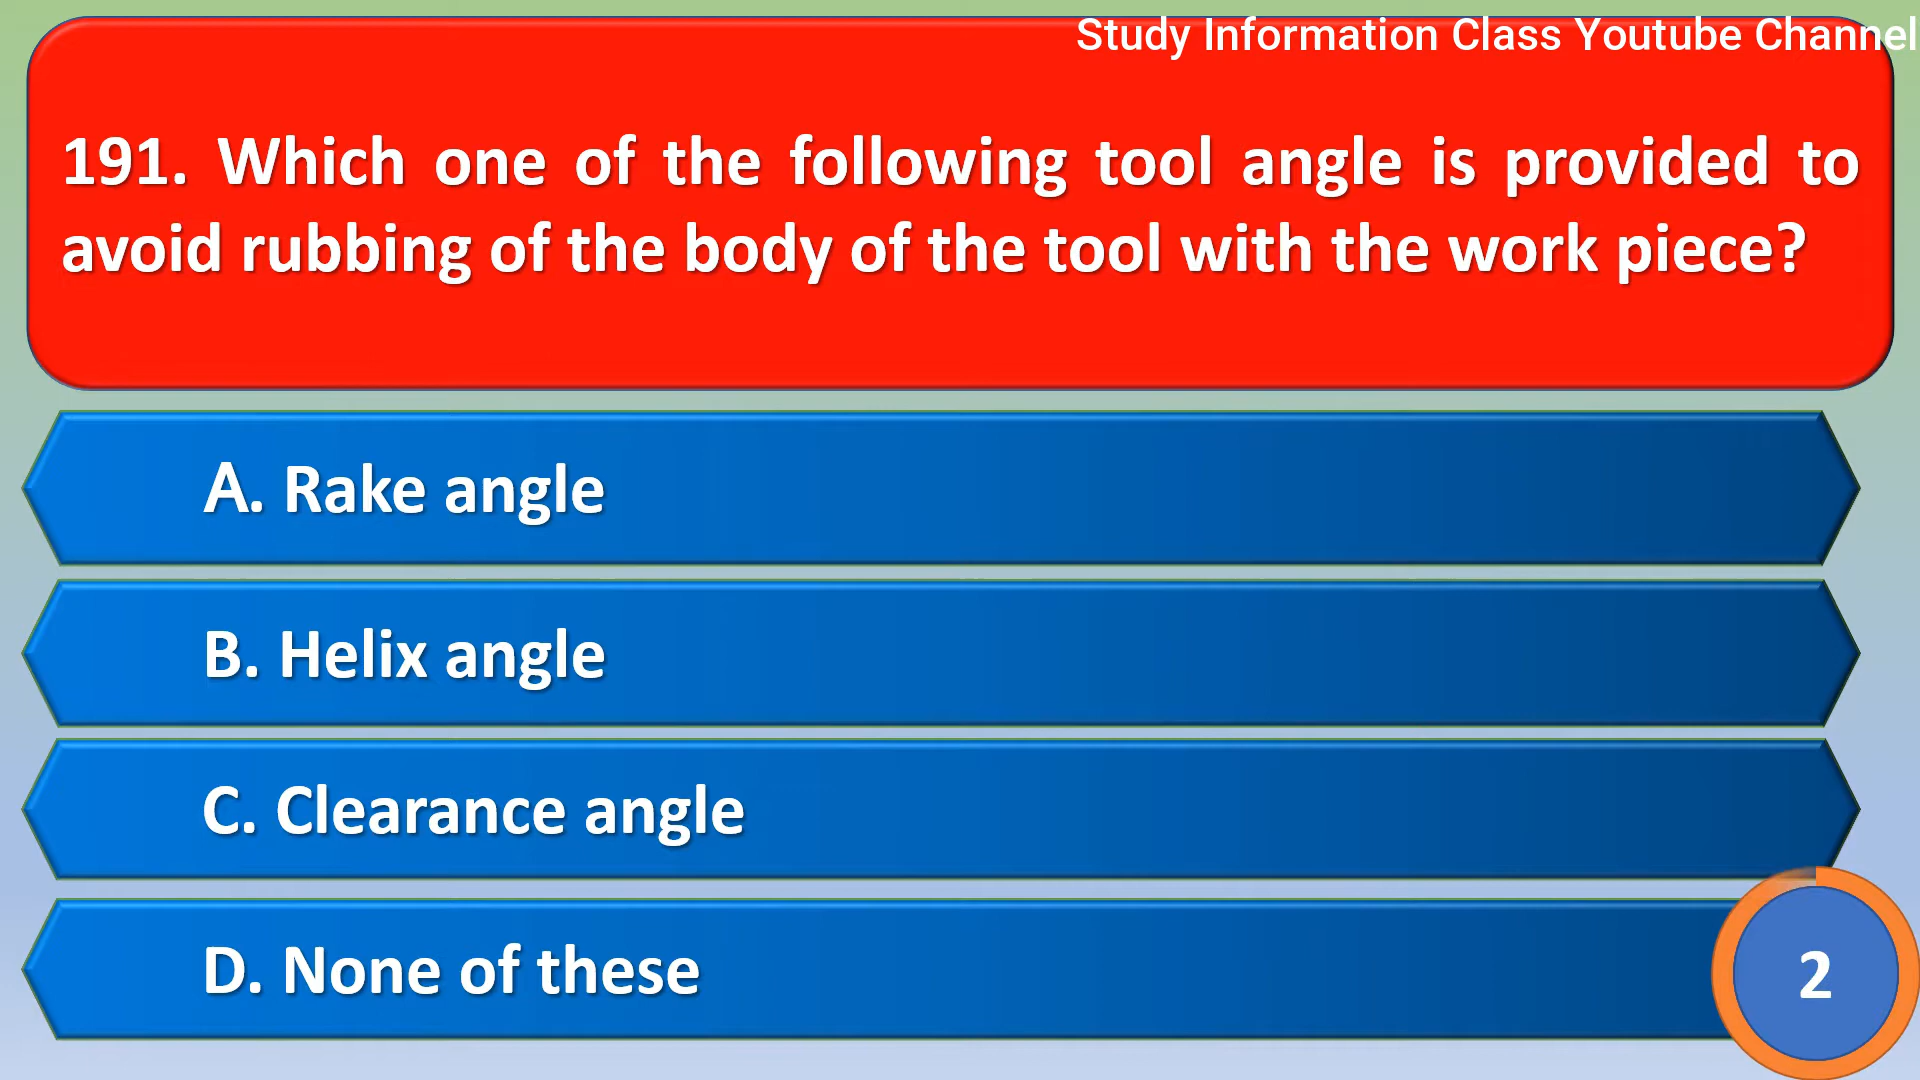 Study Information Class Youtube Channel
191. Which one of the following tool angle is provided to
avoid rubbing of the body of the tool with the work piece?
A. Rake angle
B. Helix angle
C. Clearance angle
D. None of these
2